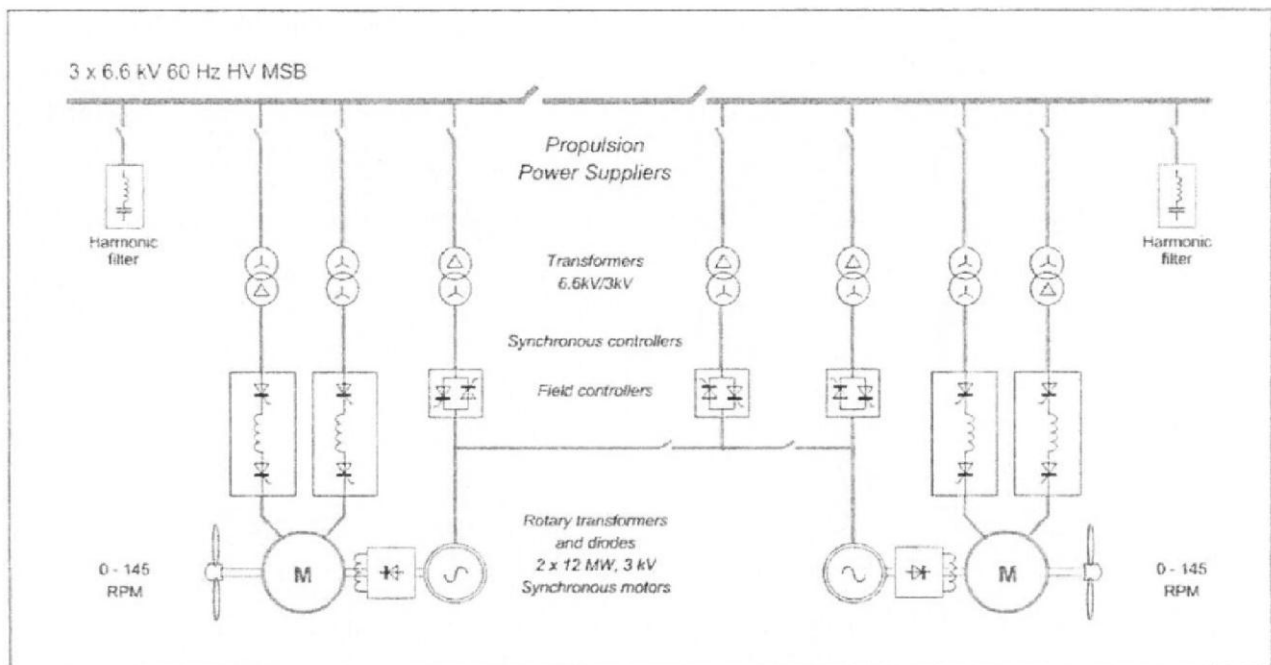 3 x 6.6 kV 60 Hz HV MSB
Propulsion
Power Suppliers
Harmonic
filter
Harmonic
filter
Transformers
6.6kV/3kV
Synchronous controllers
Field controllers
Rotary transformers
and diodes
2 x 12 MW, 3 kV
Synchronous motors
0 - 145
RPM
M
M
0 - 145
RPM